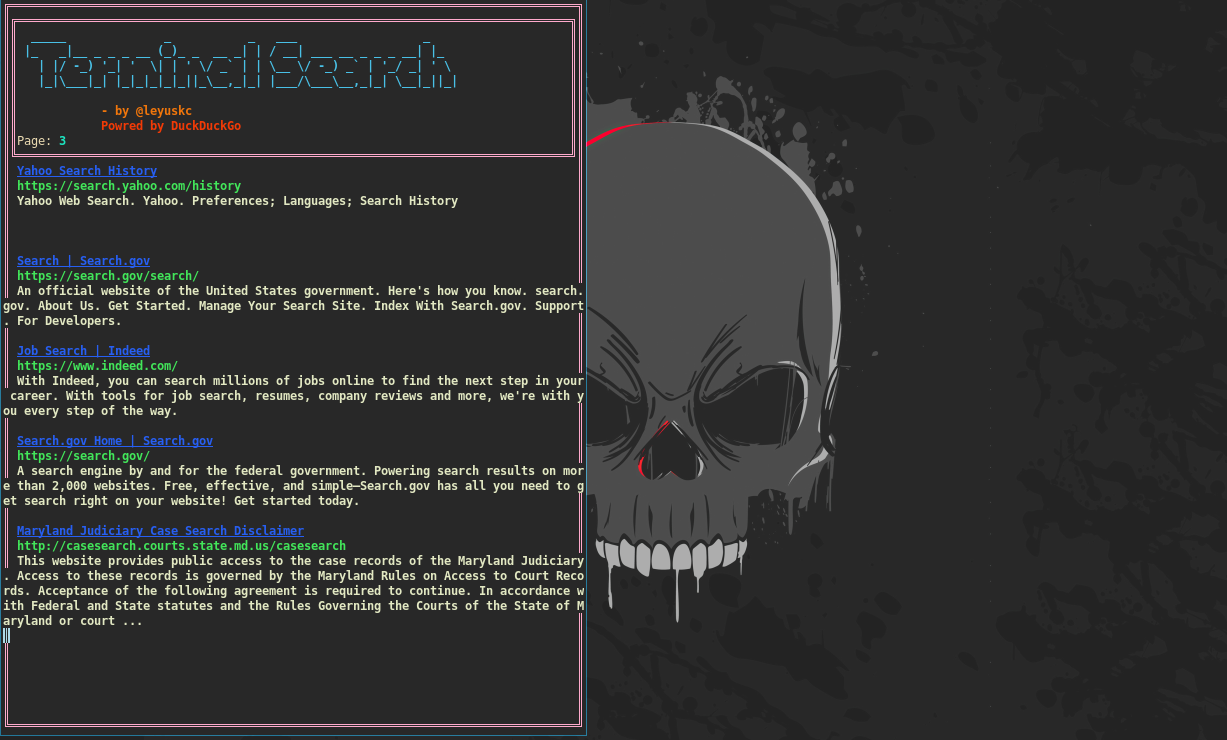 Terminal Search
- by @leyuskc
Powred by DuckDuckGo
Page: 3
Yahoo Search History
https://search.yahoo.com/history
Yahoo Web Search. Yahoo. Preferences; Languages; Search History
Search | Search.gov
https://search.gov/search/
An official website of the United States government. Here's how you know. search.
gov. About Us. Get Started. Manage Your Search Site. Index With Search.gov. Support
. For Developers.
Job Search | Indeed
https://www.indeed.com/
With Indeed, you can search millions of jobs online to find the next step in your
career. With tools for job search, resumes, company reviews and more, we're with y
ou every step of the way.
Search.gov Home | Search.gov
https://search.gov/
A search engine by and for the federal government. Powering search results on mor
e than 2,000 websites. Free, effective, and simple—Search.gov has all you need to g
et search right on your website! Get started today.
Maryland Judiciary Case Search Disclaimer
http://casesearch.courts.state.md.us/casesearch
This website provides public access to the case records of the Maryland Judiciary
. Access to these records is governed by the Maryland Rules on Access to Court Reco
rds. Acceptance of the following agreement is required to continue. In accordance w
ith Federal and State statutes and the Rules Governing the Courts of the State of M
aryland or court ...